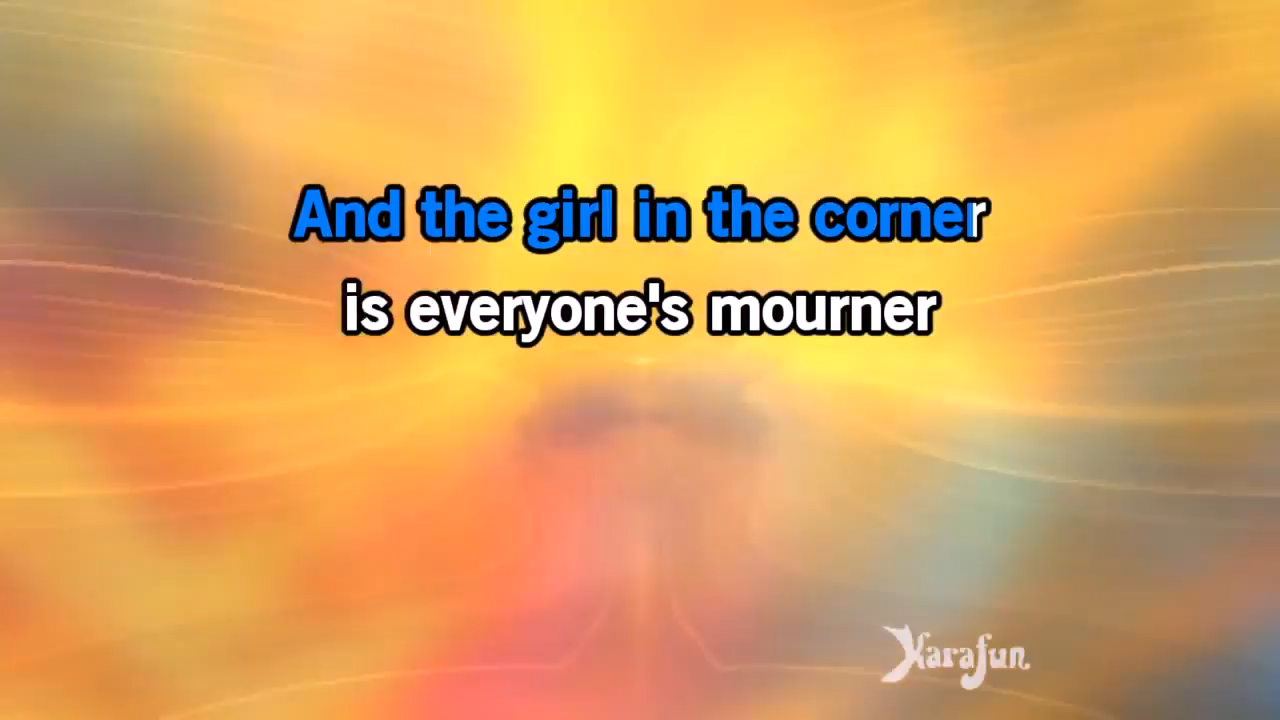 And the girl in the corner
is everyone's mourner
Karafun